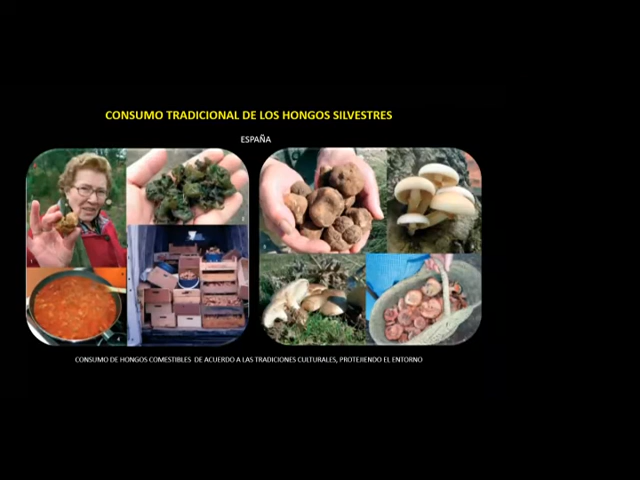 CONSUMO TRADICIONAL DE LOS HONGOS SILVESTRES
ESPAÑA
CONSUMO DE HONGOS COMESTIBLES DE ACUERDO A LAS TRADICIONES CULTURALES, PROTEJIENDO EL ENTORNO